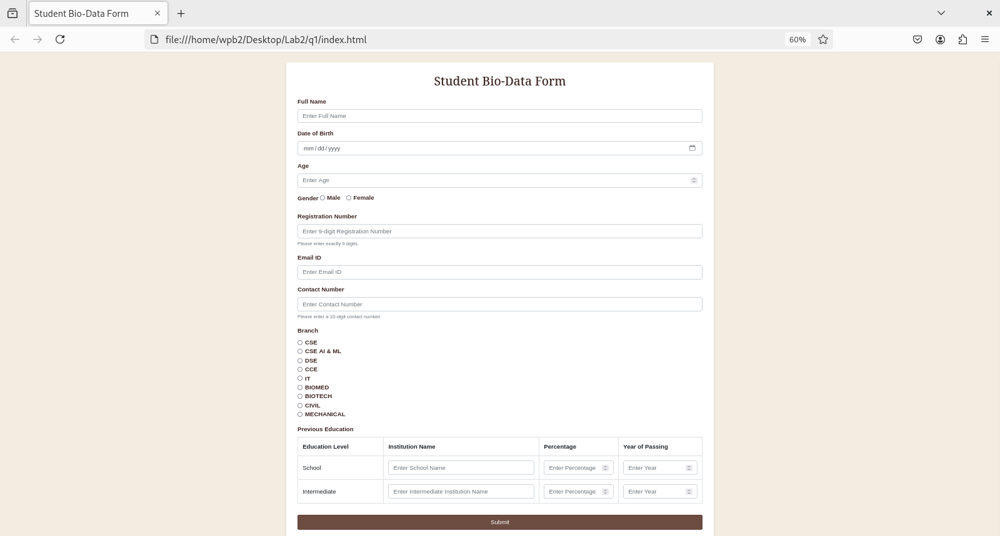 Student Bio-Data Form
file:///home/wpb2/Desktop/Lab2/q1/index.html 60%
Student Bio-Data Form
Full Name
Enter Full Name
Date of Birth
mm / dd / yyyy
Age
Enter Age
Gender Male Female
Registration Number
Enter 9-digit Registration Number
Please enter exactly 9 digits.
Email ID
Enter Email ID
Contact Number
Enter Contact Number
Please enter a 10-digit contact number.
Branch
CSE
CSE AI & ML
DSE
CCE
IT
BIOMED
BIOTECH
CIVIL
MECHANICAL
Previous Education
Education Level Institution Name Percentage Year of Passing
School Enter School Name Enter Percentage Enter Year
Intermediate Enter Intermediate Institution Name Enter Percentage Enter Year
Submit